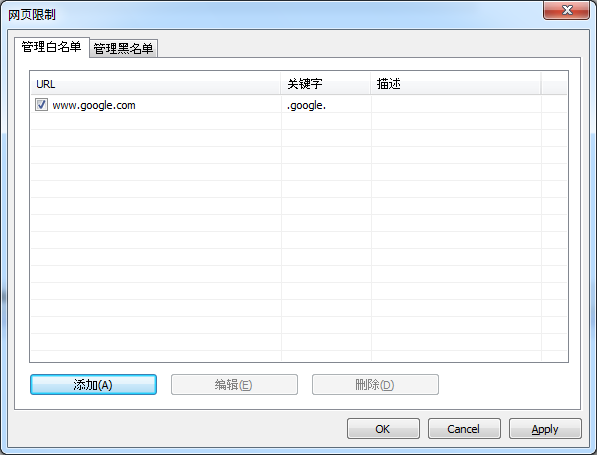 网页限制
管理白名单 管理黑名单
URL 关键字 描述
www.google.com .google.
添加(A) 编辑(E) 删除(D)
OK Cancel Apply